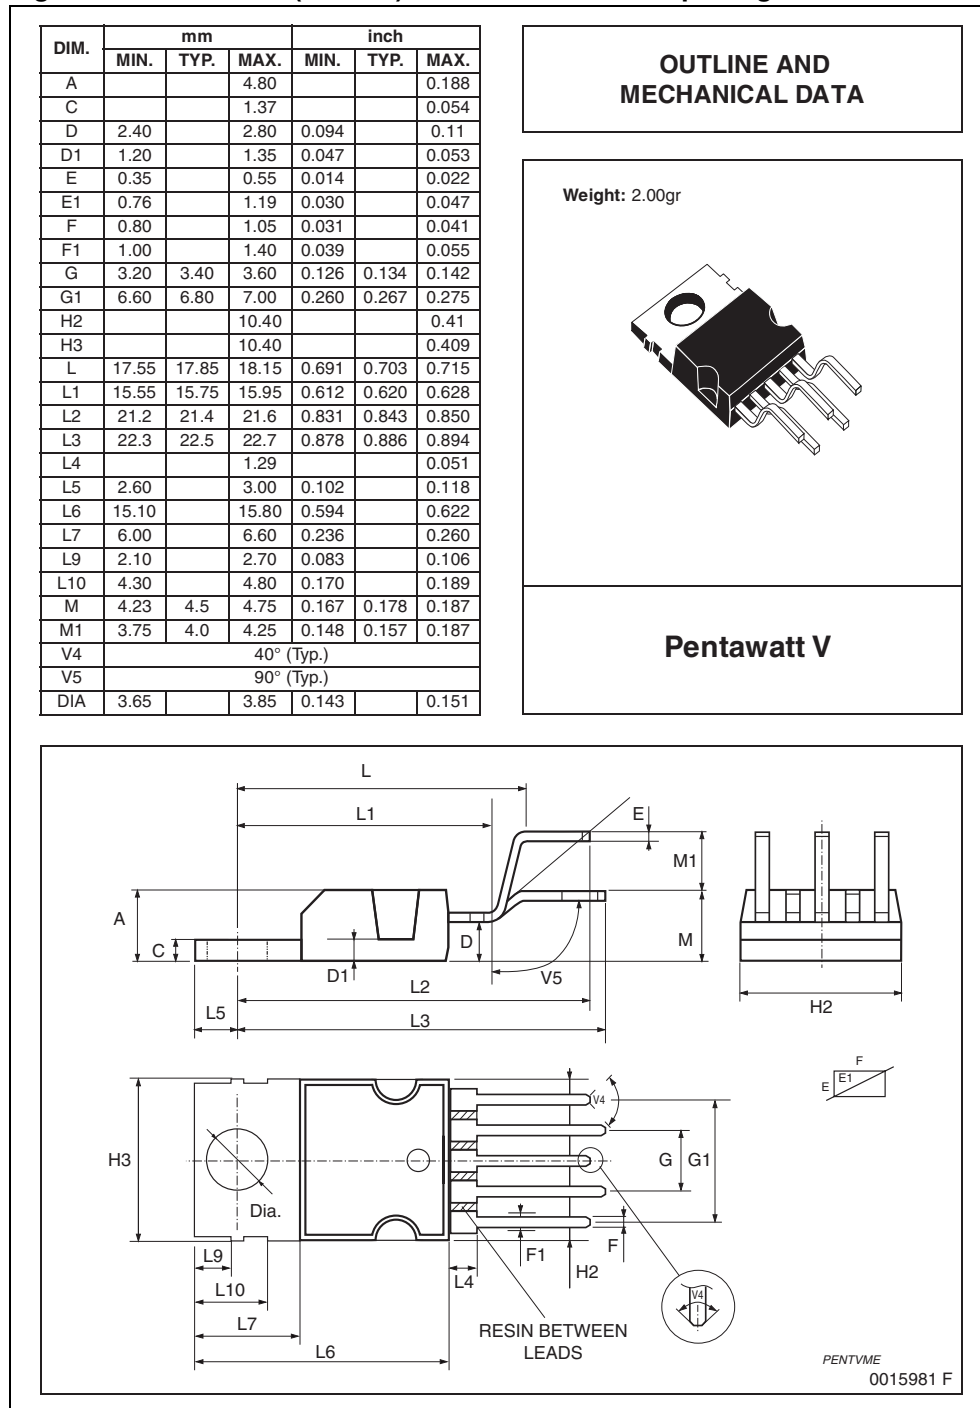 DIM. mm inch
MIN. TYP. MAX. MIN. TYP. MAX.
A 4.80 0.188
C 1.37 0.054
D 2.40 2.80 0.094 0.11
D1 1.20 1.35 0.047 0.053
E 0.35 0.55 0.014 0.022
E1 0.76 1.19 0.030 0.047
F 0.80 1.05 0.031 0.041
F1 1.00 1.40 0.039 0.055
G 3.20 3.40 3.60 0.126 0.134 0.142
G1 6.60 6.80 7.00 0.260 0.267 0.275
H2 10.40 0.41
H3 10.40 0.409
L 17.55 17.85 18.15 0.691 0.703 0.715
L1 15.55 15.75 15.95 0.612 0.620 0.628
L2 21.2 21.4 21.6 0.831 0.843 0.850
L3 22.3 22.5 22.7 0.878 0.886 0.894
L4 1.29 0.051
L5 2.60 3.00 0.102 0.118
L6 15.10 15.80 0.594 0.622
L7 6.00 6.60 0.236 0.260
L9 2.10 2.70 0.083 0.106
L10 4.30 4.80 0.170 0.189
M 4.23 4.5 4.75 0.167 0.178 0.187
M1 3.75 4.0 4.25 0.148 0.157 0.187
V4 40° (Typ.)
V5 90° (Typ.)
DIA 3.65 3.85 0.143 0.151
OUTLINE AND
MECHANICAL DATA
Weight: 2.00gr
Pentawatt V
L
L1
E
M1
A
C
D
D1
M
V5
L2
L5
L3
H2
F
E E1
V4
H3
G G1
Dia.
L9
F1
F
L4
H2
L10
V4
L7
RESIN BETWEEN
LEADS
L6
PENTVME
0015981 F